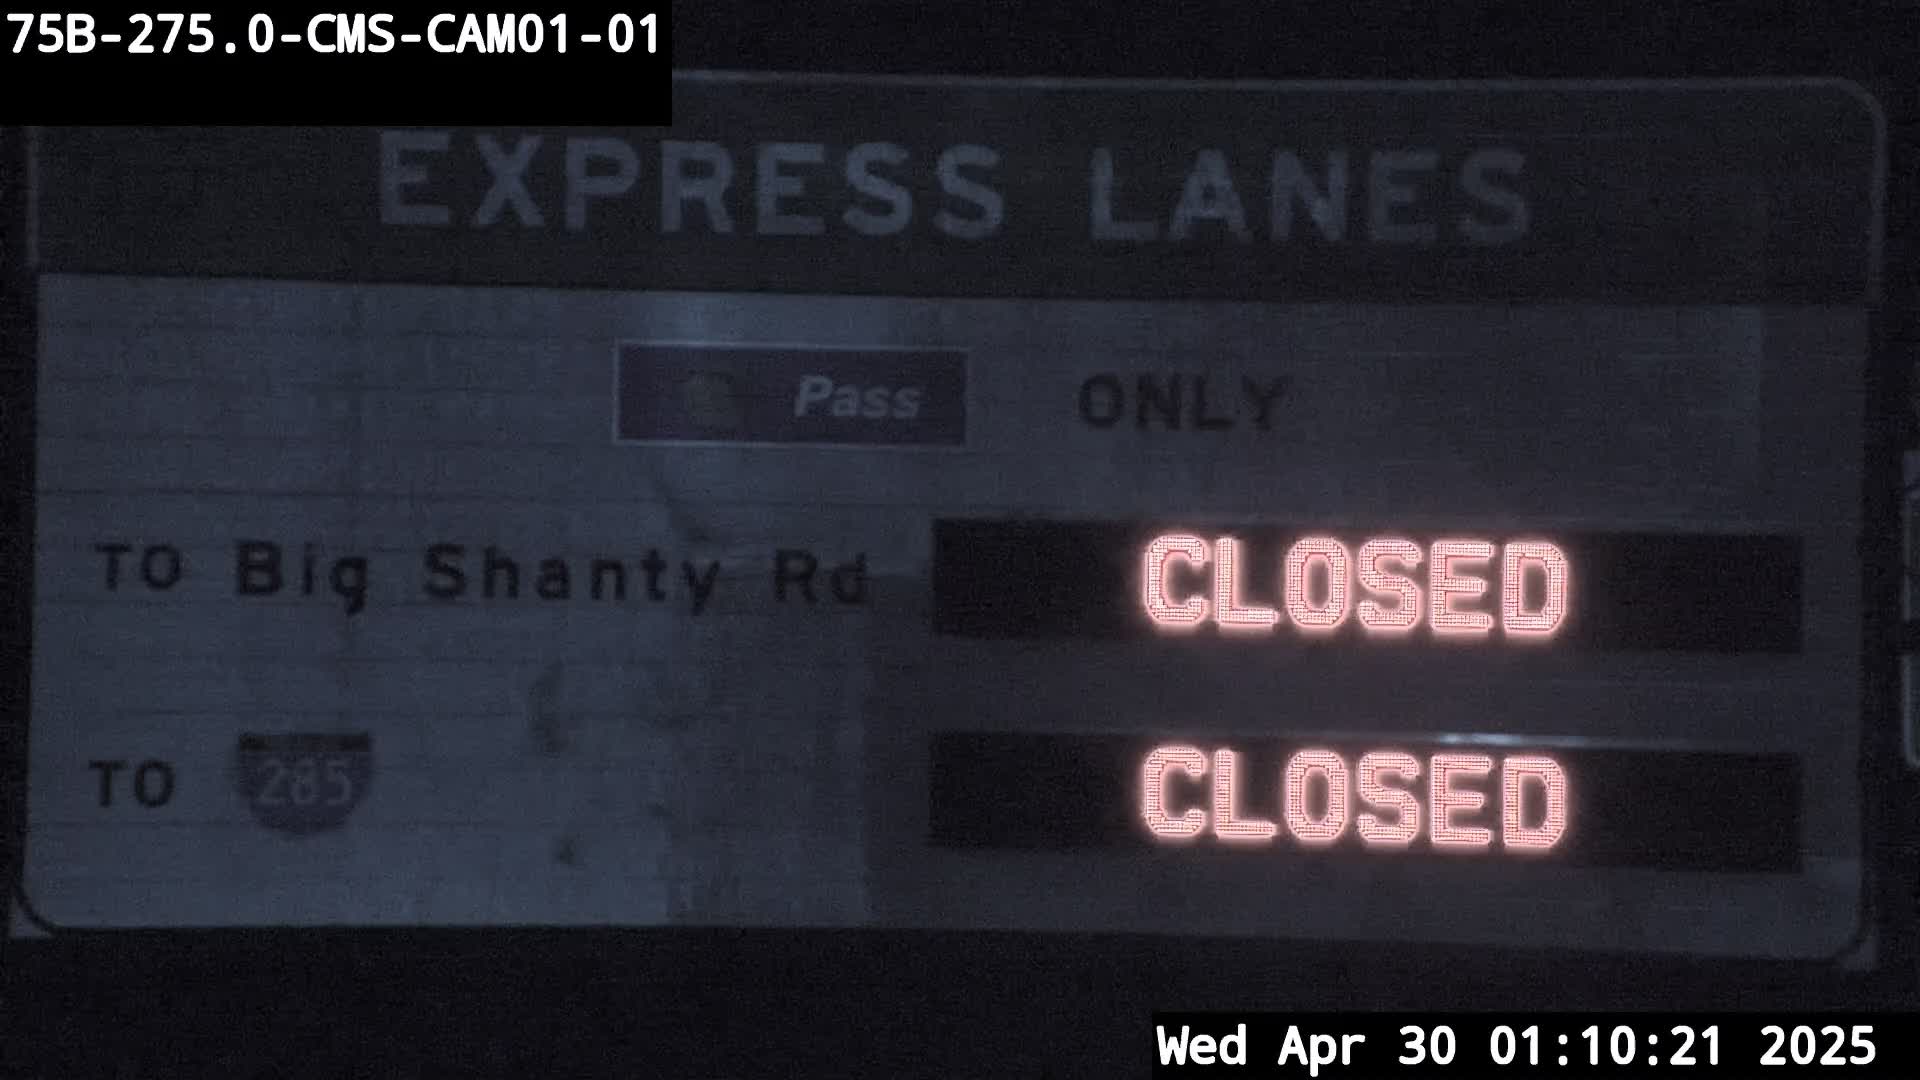 75B-275.0-CMS-CAM01-01
EXPRESS LANES
Pass ONLY
TO Big Shanty Rd CLOSED
TO 285 CLOSED
Wed Apr 30 01:10:21 2025